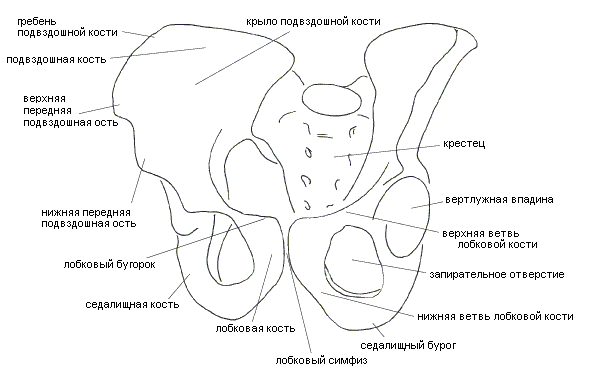 гребень
подвздошной кости
крыло подвздошной кости
подвздошная кость
верхняя
передняя
подвздошная ость
крестец
вертлужная впадина
нижняя передняя
подвздошная ость
верхняя ветвь
лобковой кости
лобковый бугорок
запирательное отверстие
седалищная кость
нижняя ветвь лобковой кости
лобковая кость
седалищный бурог
лобковый симфиз